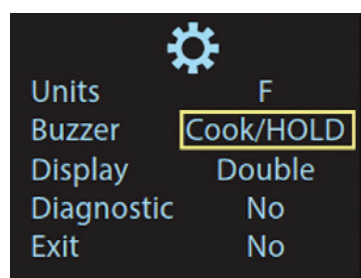 Units F
Buzzer Cook/HOLD
Display Double
Diagnostic No
Exit No